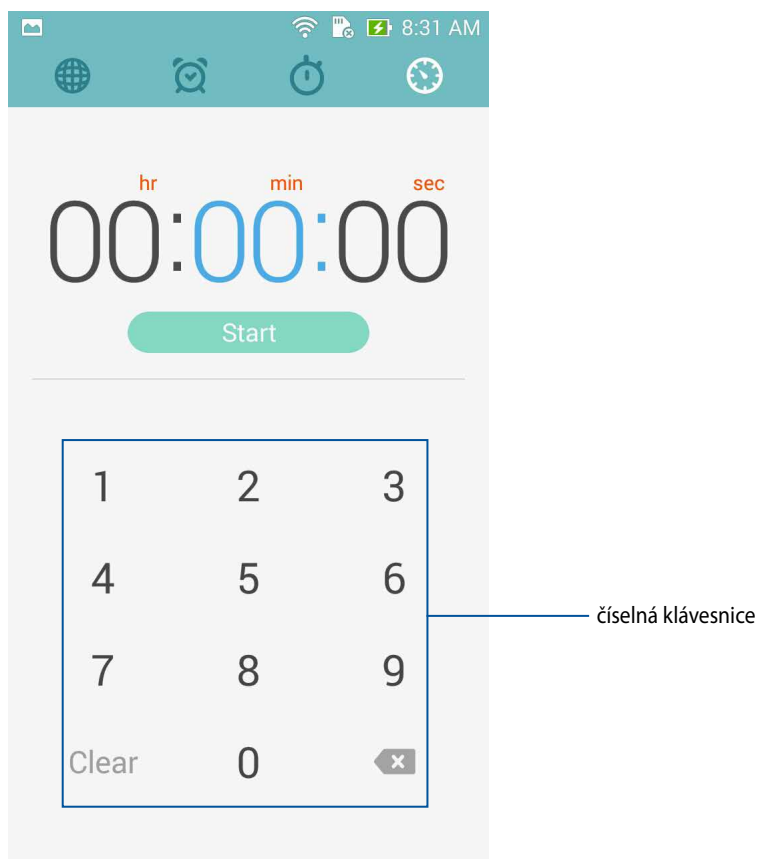 8:31 AM
hr min sec
00:00:00
Start
1 2 3
4 5 6
číselná klávesnice
7 8 9
Clear 0